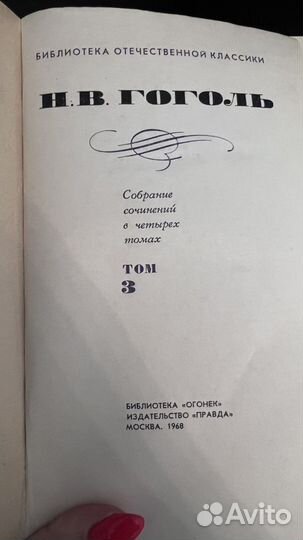 БИБЛИОТЕКА ОТЕЧЕСТВЕННОЙ КЛАССИКИ
Н. В. ГОГОЛЬ
Собрание
сочинений
в четырех
томах
ТОМ
3
БИБЛИОТЕКА «ОГОНЕК»
ИЗДАТЕЛЬСТВО «ПРАВДА»
МОСКВА. 1968
Avito